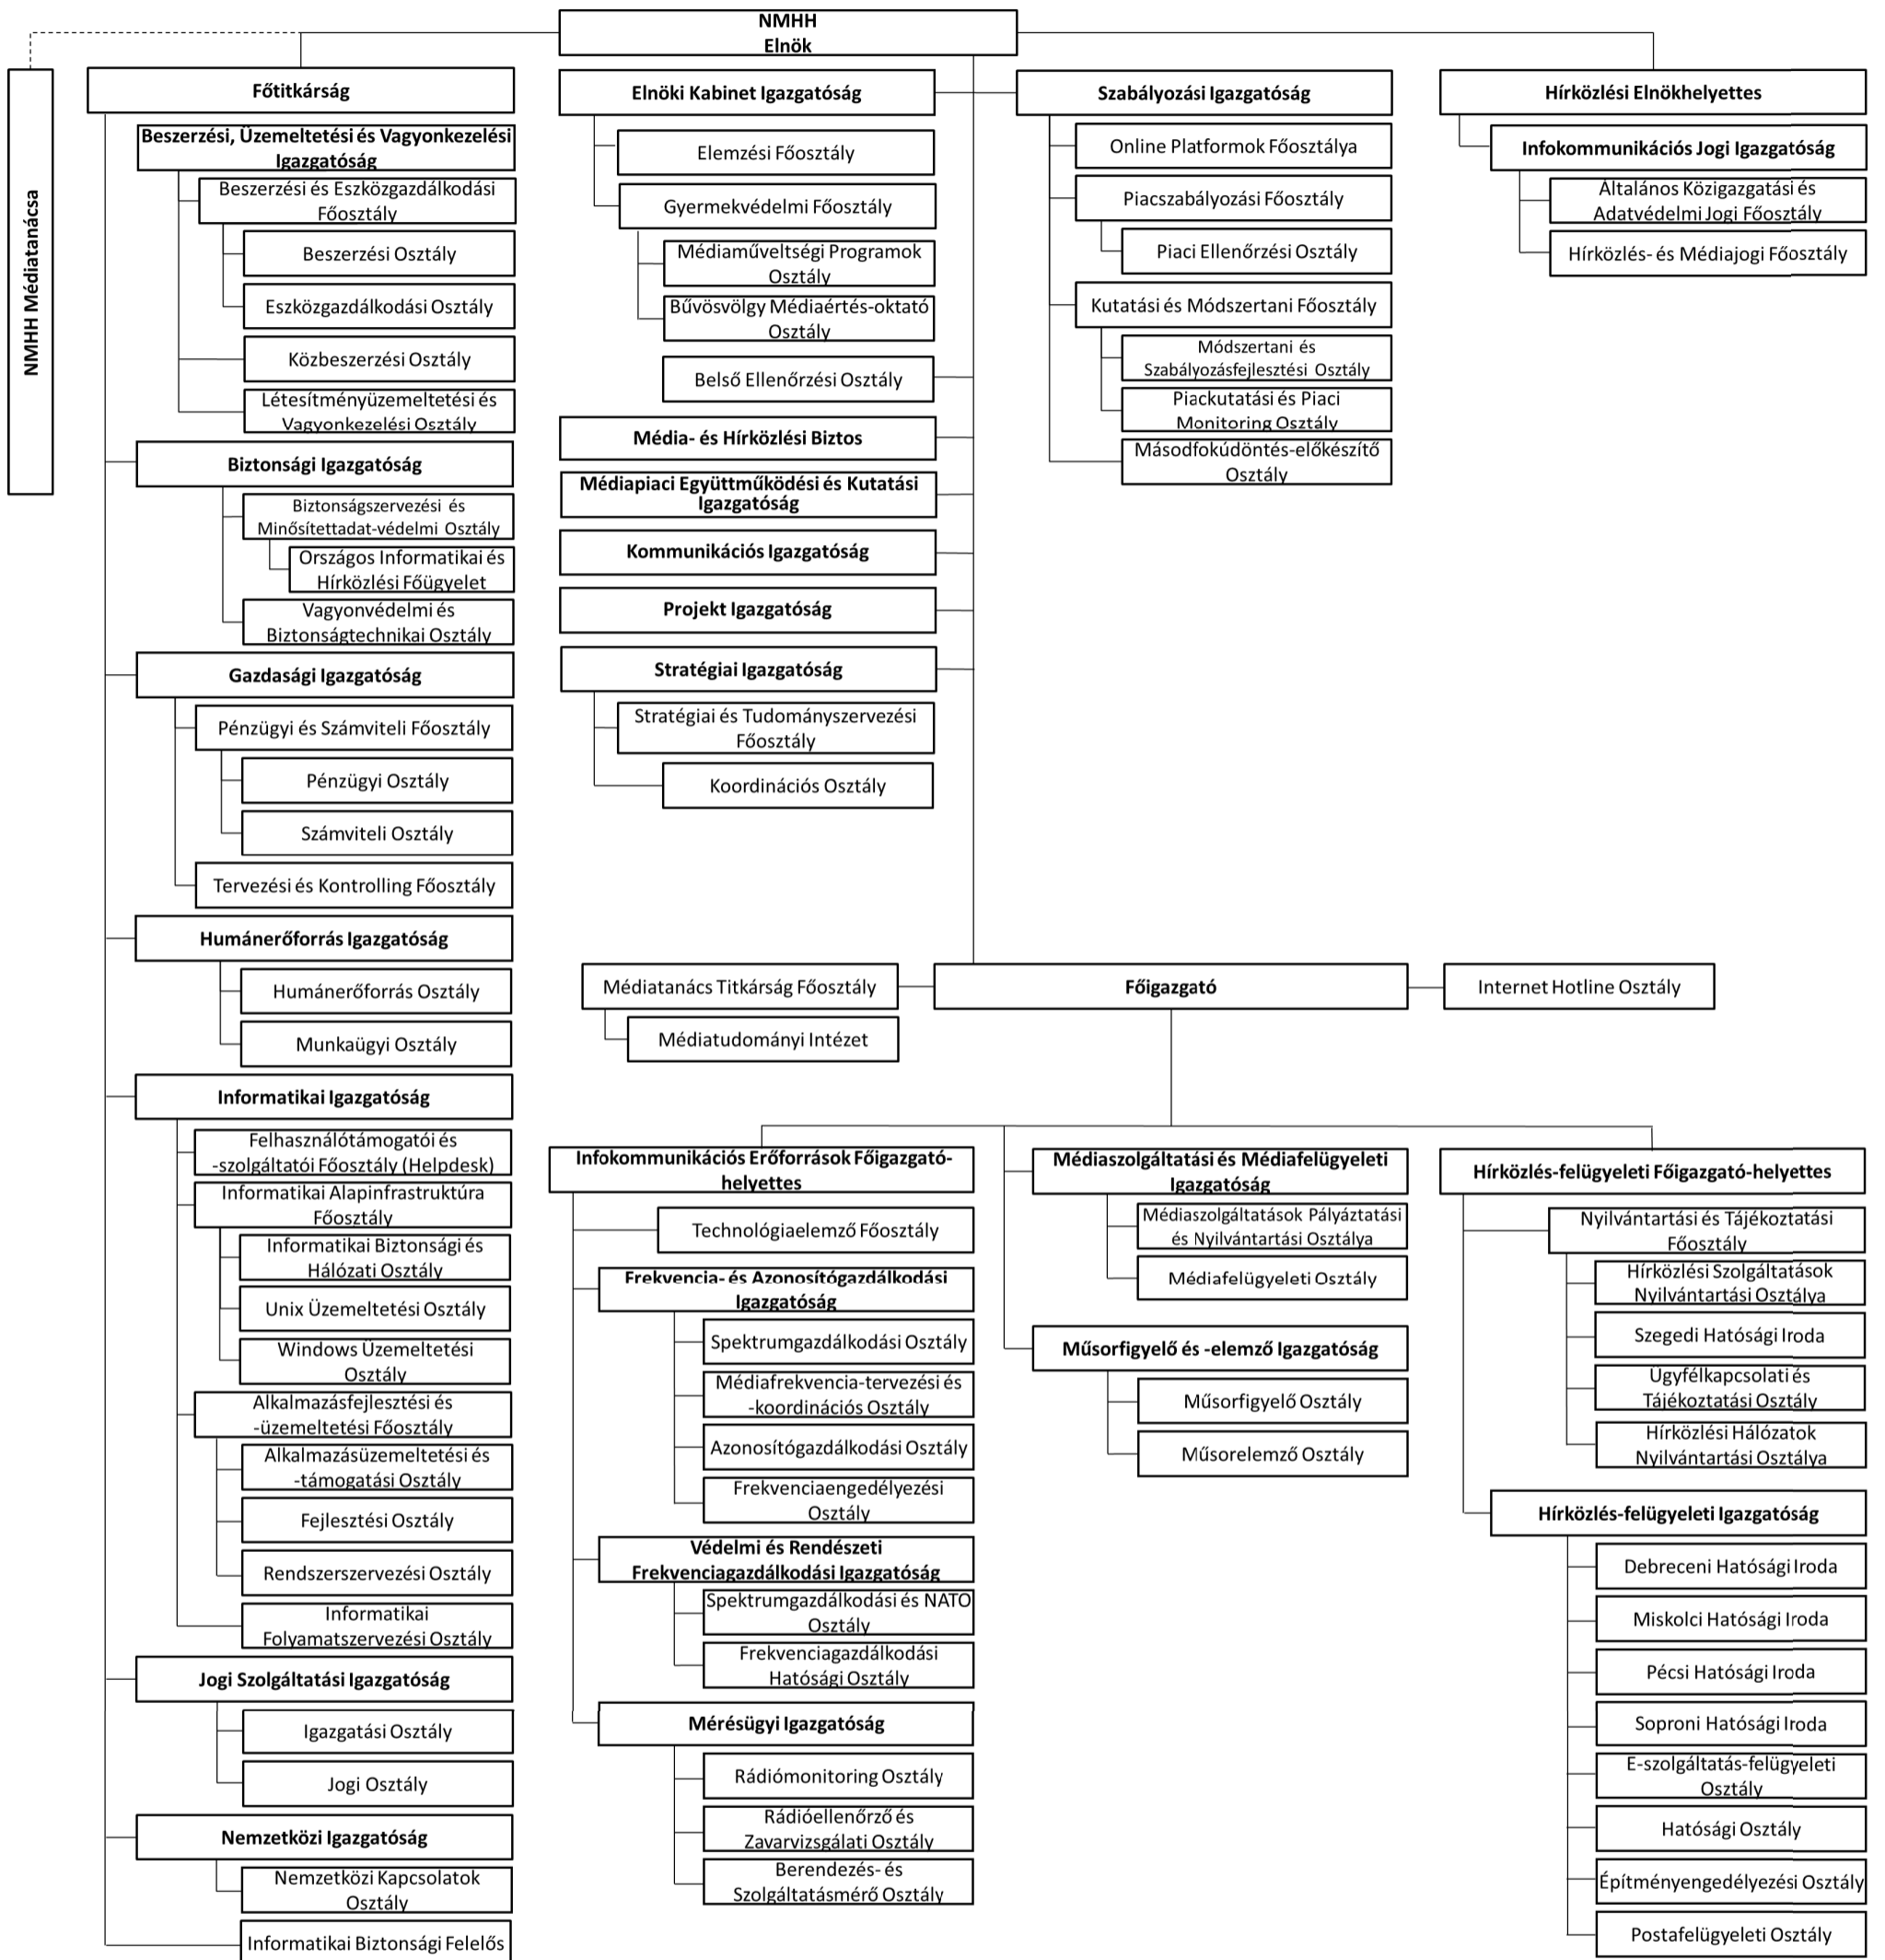 NMHH
Elnök
NMHH Médiatanácsa
Főtitkárság
Beszerzési, Üzemeltetési és Vagyonkezelési
Igazgatóság
Beszerzési és Eszközgazdálkodási
Főosztály
Beszerzési Osztály
Eszközgazdálkodási Osztály
Közbeszerzési Osztály
Létesítményüzemeltetési és
Vagyonkezelési Osztály
Biztonsági Igazgatóság
Biztonságszervezési és
Minősítettadat-védelmi Osztály
Országos Informatikai és
Hírközlési Főügyelet
Vagyonvédelmi és
Biztonságtechnikai Osztály
Gazdasági Igazgatóság
Pénzügyi és Számviteli Főosztály
Pénzügyi Osztály
Számviteli Osztály
Tervezési és Kontrolling Főosztály
Humánerőforrás Igazgatóság
Humánerőforrás Osztály
Munkaügyi Osztály
Informatikai Igazgatóság
Felhasználótámogatói és
-szolgáltatói Főosztály (Helpdesk)
Informatikai Alapinfrastruktúra
Főosztály
Informatikai Biztonsági és
Hálózati Osztály
Unix Üzemeltetési Osztály
Windows Üzemeltetési
Osztály
Alkalmazásfejlesztési és
-üzemeltetési Főosztály
Alkalmazásüzemeltetési és
-támogatási Osztály
Fejlesztési Osztály
Rendszerszervezési Osztály
Informatikai
Folyamatszervezési Osztály
Jogi Szolgáltatási Igazgatóság
Igazgatási Osztály
Jogi Osztály
Nemzetközi Igazgatóság
Nemzetközi Kapcsolatok
Osztály
Informatikai Biztonsági Felelős
Elnöki Kabinet Igazgatóság
Elemzési Főosztály
Gyermekvédelmi Főosztály
Médiaműveltségi Programok
Osztály
Bűvösvölgy Médiaértés-oktató
Osztály
Belső Ellenőrzési Osztály
Média- és Hírközlési Biztos
Médiapiaci Együttműködési és Kutatási
Igazgatóság
Kommunikációs Igazgatóság
Projekt Igazgatóság
Stratégiai Igazgatóság
Stratégiai és Tudományszervezési
Főosztály
Koordinációs Osztály
Szabályozási Igazgatóság
Online Platformok Főosztálya
Piacszabályozási Főosztály
Piaci Ellenőrzési Osztály
Kutatási és Módszertani Főosztály
Módszertani és
Szabályozásfejlesztési Osztály
Piackutatási és Piaci
Monitoring Osztály
Másodfokúdöntés-előkészítő
Osztály
Hírközlési Elnökhelyettes
Infokommunikációs Jogi Igazgatóság
Általános Közigazgatási és
Adatvédelmi Jogi Főosztály
Hírközlés- és Médiajogi Főosztály
Médiatanács Titkárság Főosztály
Médiatudományi Intézet
Főigazgató
Internet Hotline Osztály
Infokommunikációs Erőforrások Főigazgató-
helyettes
Technológiaelemző Főosztály
Frekvencia- és Azonosítógazdálkodási
Igazgatóság
Spektrumgazdálkodási Osztály
Médiafrekvencia-tervezési és
-koordinációs Osztály
Azonosítógazdálkodási Osztály
Frekvenciaengedélyezési
Osztály
Védelmi és Rendészeti
Frekvenciagazdálkodási Igazgatóság
Spektrumgazdálkodási és NATO
Osztály
Frekvenciagazdálkodási
Hatósági Osztály
Mérésügyi Igazgatóság
Rádiómonitoring Osztály
Rádióellenőrző és
Zavarvizsgálati Osztály
Berendezés- és
Szolgáltatásmérő Osztály
Médiaszolgáltatási és Médiafelügyeleti
Igazgatóság
Médiaszolgáltatások Pályáztatási
és Nyilvántartási Osztálya
Médiafelügyeleti Osztály
Műsorfigyelő és -elemző Igazgatóság
Műsorfigyelő Osztály
Műsorelemző Osztály
Hírközlés-felügyeleti Főigazgató-helyettes
Nyilvántartási és Tájékoztatási
Főosztály
Hírközlési Szolgáltatások
Nyilvántartási Osztálya
Szegedi Hatósági Iroda
Ügyfélkapcsolati és
Tájékoztatási Osztály
Hírközlési Hálózatok
Nyilvántartási Osztálya
Hírközlés-felügyeleti Igazgatóság
Debreceni Hatósági Iroda
Miskolci Hatósági Iroda
Pécsi Hatósági Iroda
Soproni Hatósági Iroda
E-szolgáltatás-felügyeleti
Osztály
Hatósági Osztály
Építményengedélyezési Osztály
Postafelügyeleti Osztály